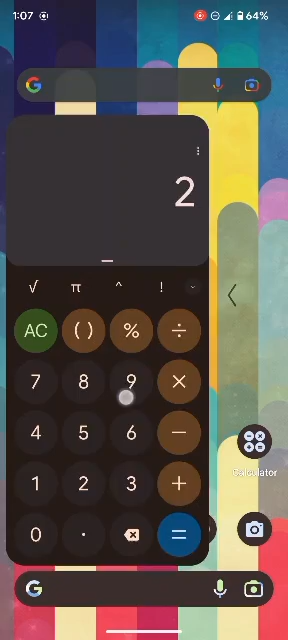 1:07 64%
G
2
√ π ^ !
AC ( ) % ÷
7 8 9 ×
4 5 6 −
1 2 3 +
0 . =
Calculator
G